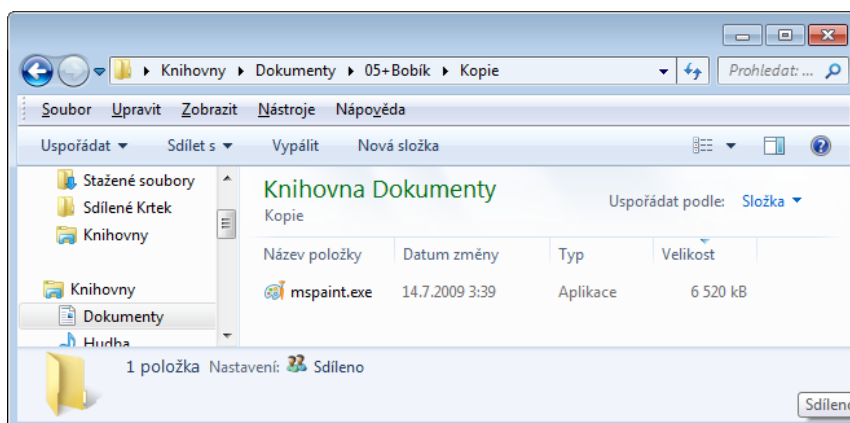 Knihovny Dokumenty 05+Bobík Kopie Prohledat: ...
Soubor Upravit Zobrazit Nástroje Nápověda
Uspořádat Sdílet s Vypálit Nová složka
Stažené soubory
Sdílené Krtek
Knihovny
Knihovny
Dokumenty
Hudba
Knihovna Dokumenty
Kopie
Uspořádat podle: Složka
Název položky Datum změny Typ Velikost
mspaint.exe 14.7.2009 3:39 Aplikace 6 520 kB
1 položka Nastavení: Sdíleno
Sdíleno